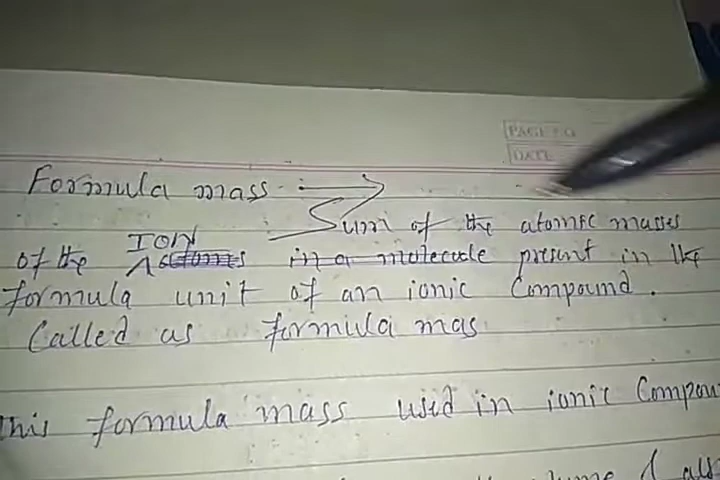 PAGE NO
DATE
Formula mass :→
Sum of the atomic masses
of the ION in a molecule present in the
formula unit of an ionic Compound.
Called as formula mas
This formula mass used in ionic Compou